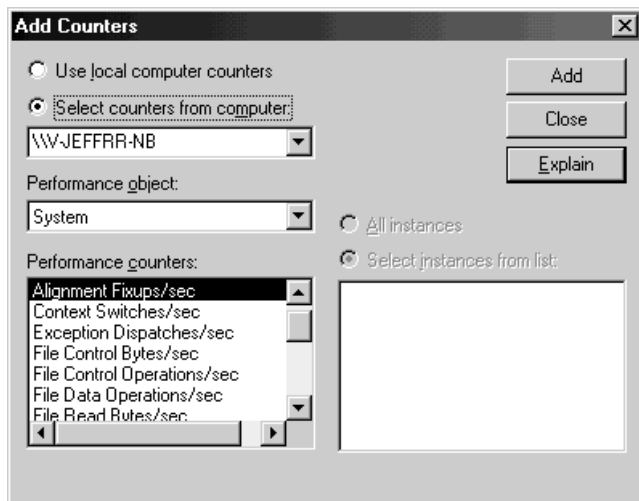 Add Counters
Use local computer counters
Select counters from computer:
\\V-JEFFRR-NB
Performance object:
System
Performance counters:
Alignment Fixups/sec
Context Switches/sec
Exception Dispatches/sec
File Control Bytes/sec
File Control Operations/sec
File Data Operations/sec
File Read Bytes/sec
Add
Close
Explain
All instances
Select instances from list: